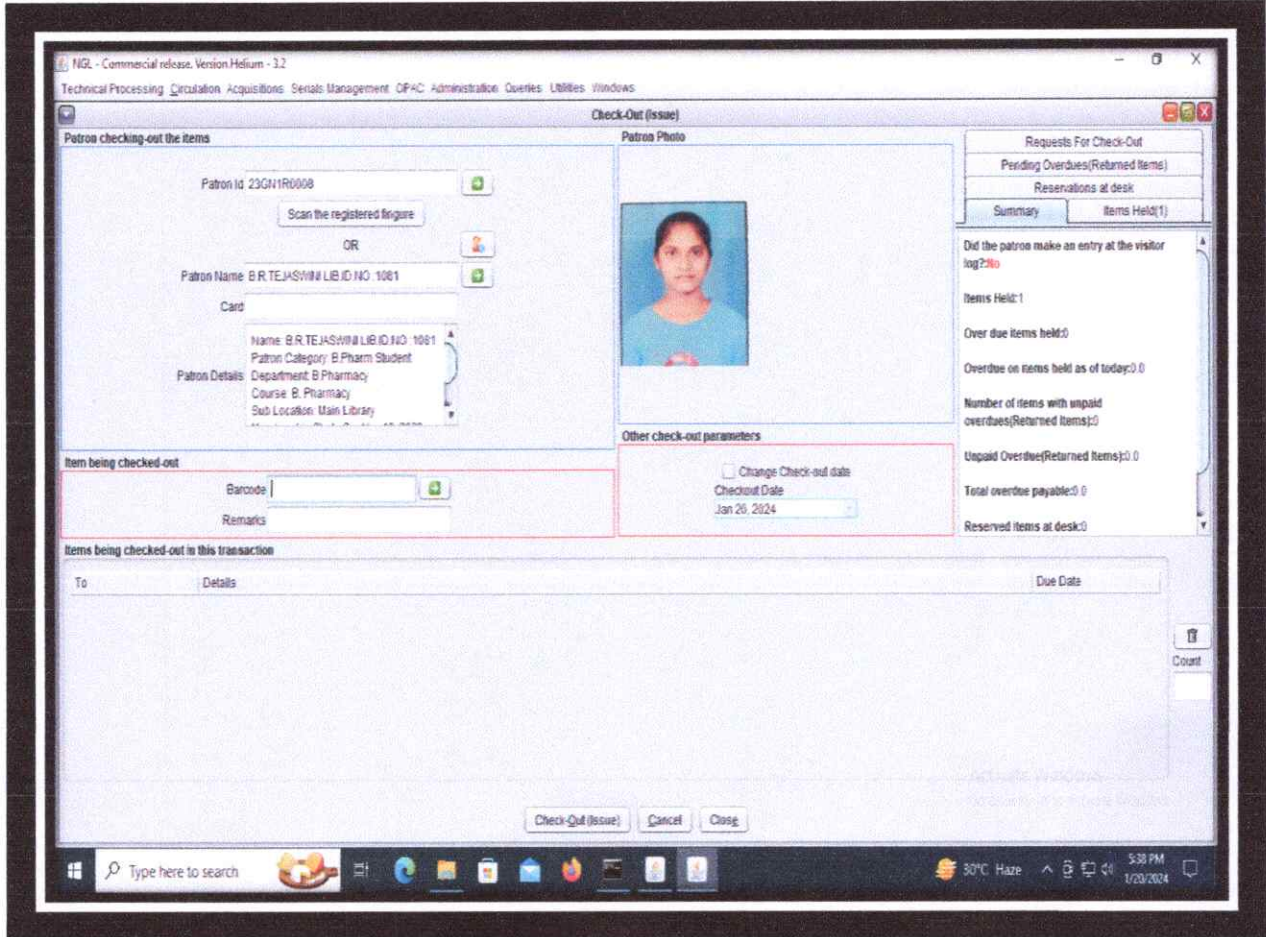 NGL - Commercial release. Version Helium - 3.2
Technical Processing Circulation Acquisitions Serials Management OPAC Administration Queries Utilities Windows
Check-Out (Issue)
Patron checking-out the items
Patron Id 23GN1R0008
Scan the registered fingure
OR
Patron Name B.R.TEJASWINI LIB.ID.NO :1081
Card
Patron Details
Name: B.R.TEJASWINI LIB.ID.NO :1081
Patron Category: B.Pharm Student
Department: B.Pharmacy
Course: B. Pharmacy
Sub Location: Main Library
Patron Photo
Requests For Check-Out
Pending Overdues(Returned Items)
Reservations at desk
Summary Items Held(1)
Did the patron make an entry at the visitor
log?:No
Items Held:1
Over due items held:0
Overdue on items held as of today:0.0
Number of items with unpaid
overdues(Returned Items):0
Unpaid Overdue(Returned Items):0.0
Total overdue payable:0.0
Reserved items at desk:0
Item being checked-out
Barcode
Remarks
Other check-out parameters
Change Check-out date
Checkout Date
Items being checked-out in this transaction
To Details Due Date
Count
Activate Windows
Check-Out (Issue) Cancel Close
Type here to search
30°C Haze
5:38 PM
1/20/2024